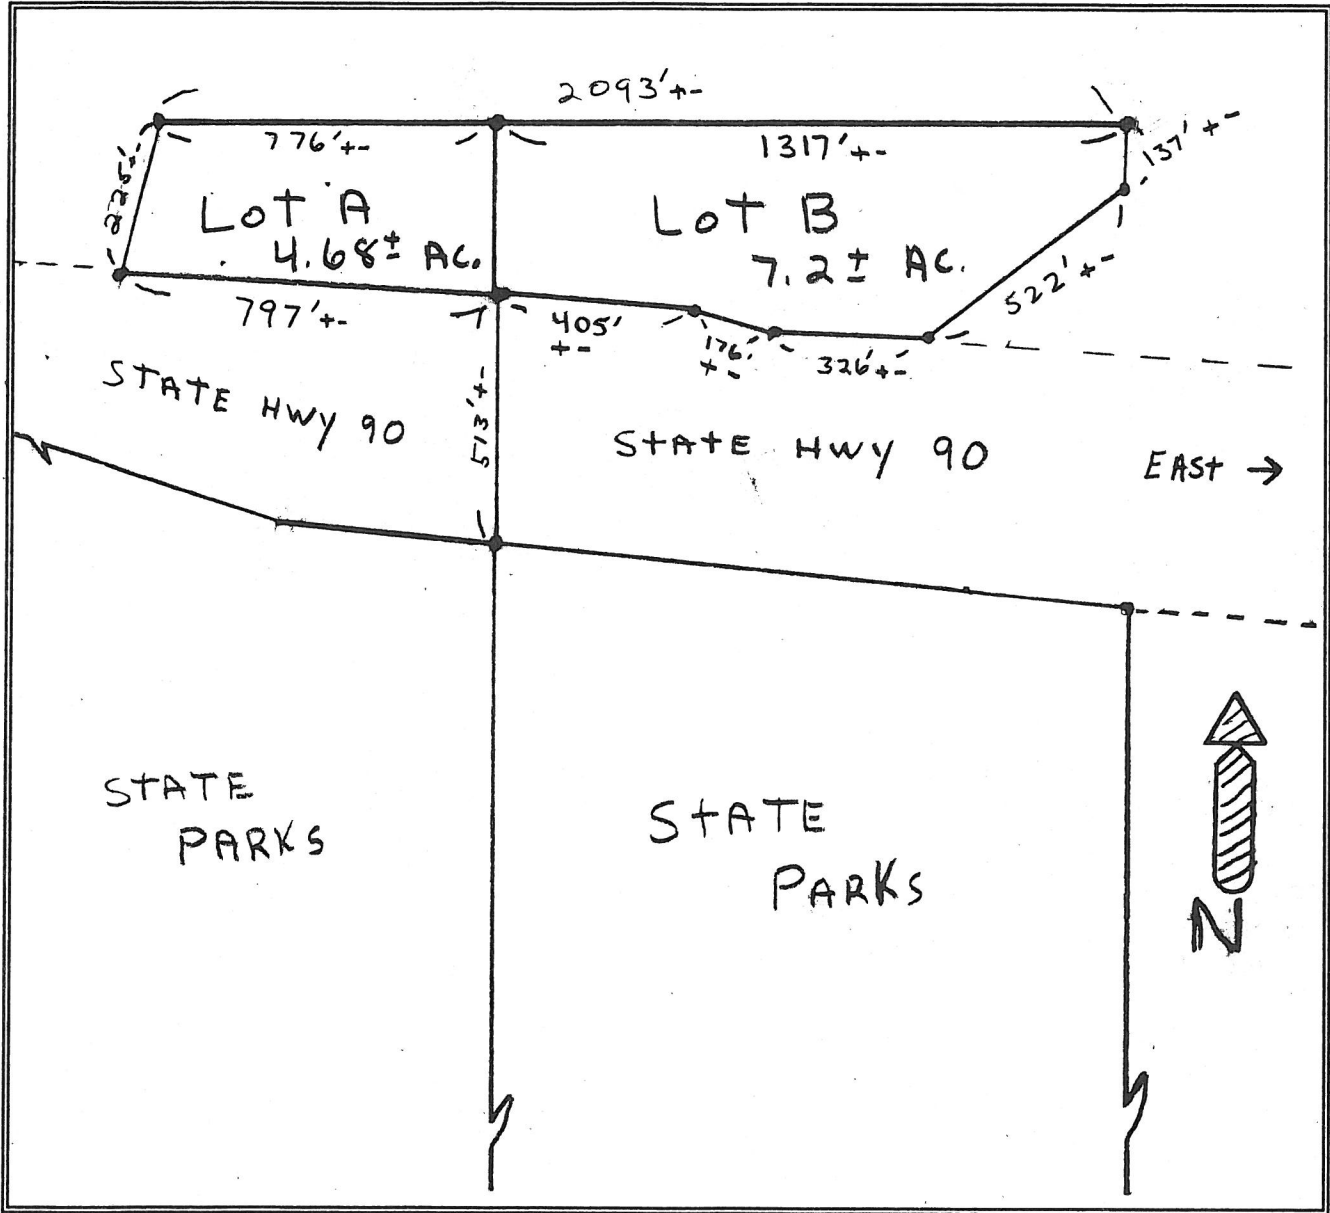 2093'+-
776'+-
1317'+-
137'+-
225'+-
Lot A
4.68± AC.
Lot B
7.2± AC.
522'+-
797'+-
405'
+-
176'
+-
326'+-
STATE HWY 90
513'+-
STATE HWY 90
EAST →
STATE
PARKS
STATE
PARKS
N